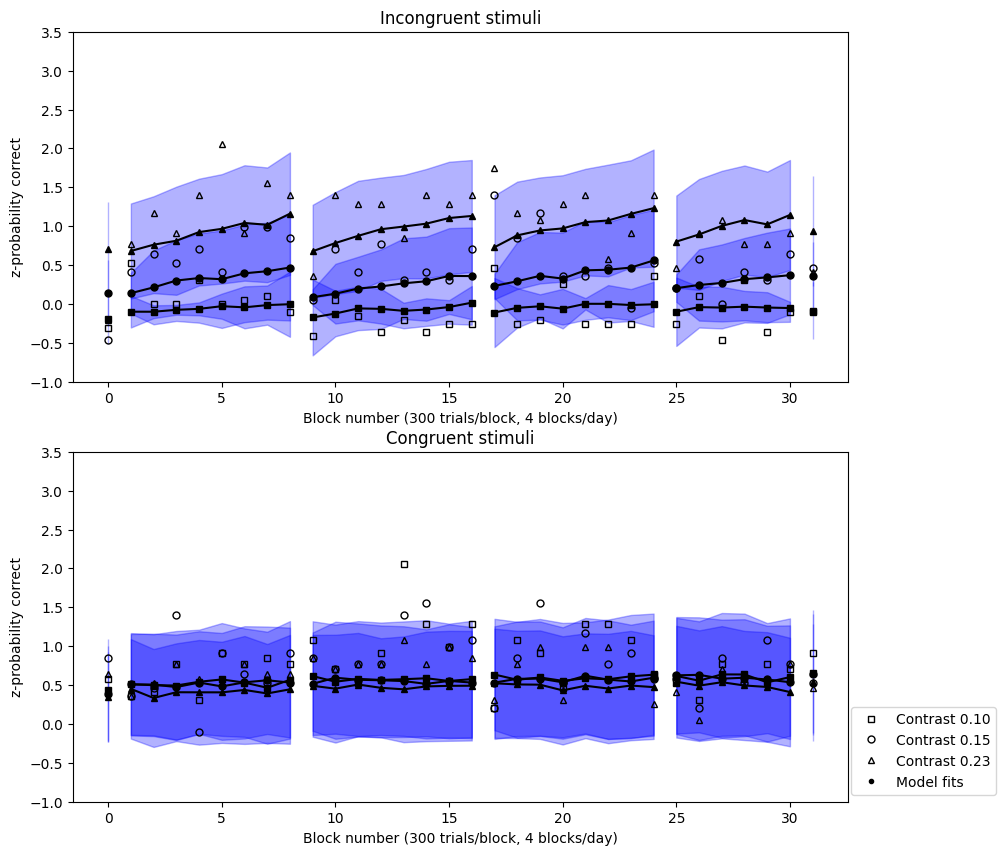 Incongruent stimuli
z-probability correct
3.5
3.0
2.5
2.0
1.5
1.0
0.5
0.0
−0.5
−1.0
0 5 10 15 20 25 30
Block number (300 trials/block, 4 blocks/day)
Congruent stimuli
z-probability correct
3.5
3.0
2.5
2.0
1.5
1.0
0.5
0.0
−0.5
−1.0
0 5 10 15 20 25 30
Block number (300 trials/block, 4 blocks/day)
Contrast 0.10
Contrast 0.15
Contrast 0.23
Model fits